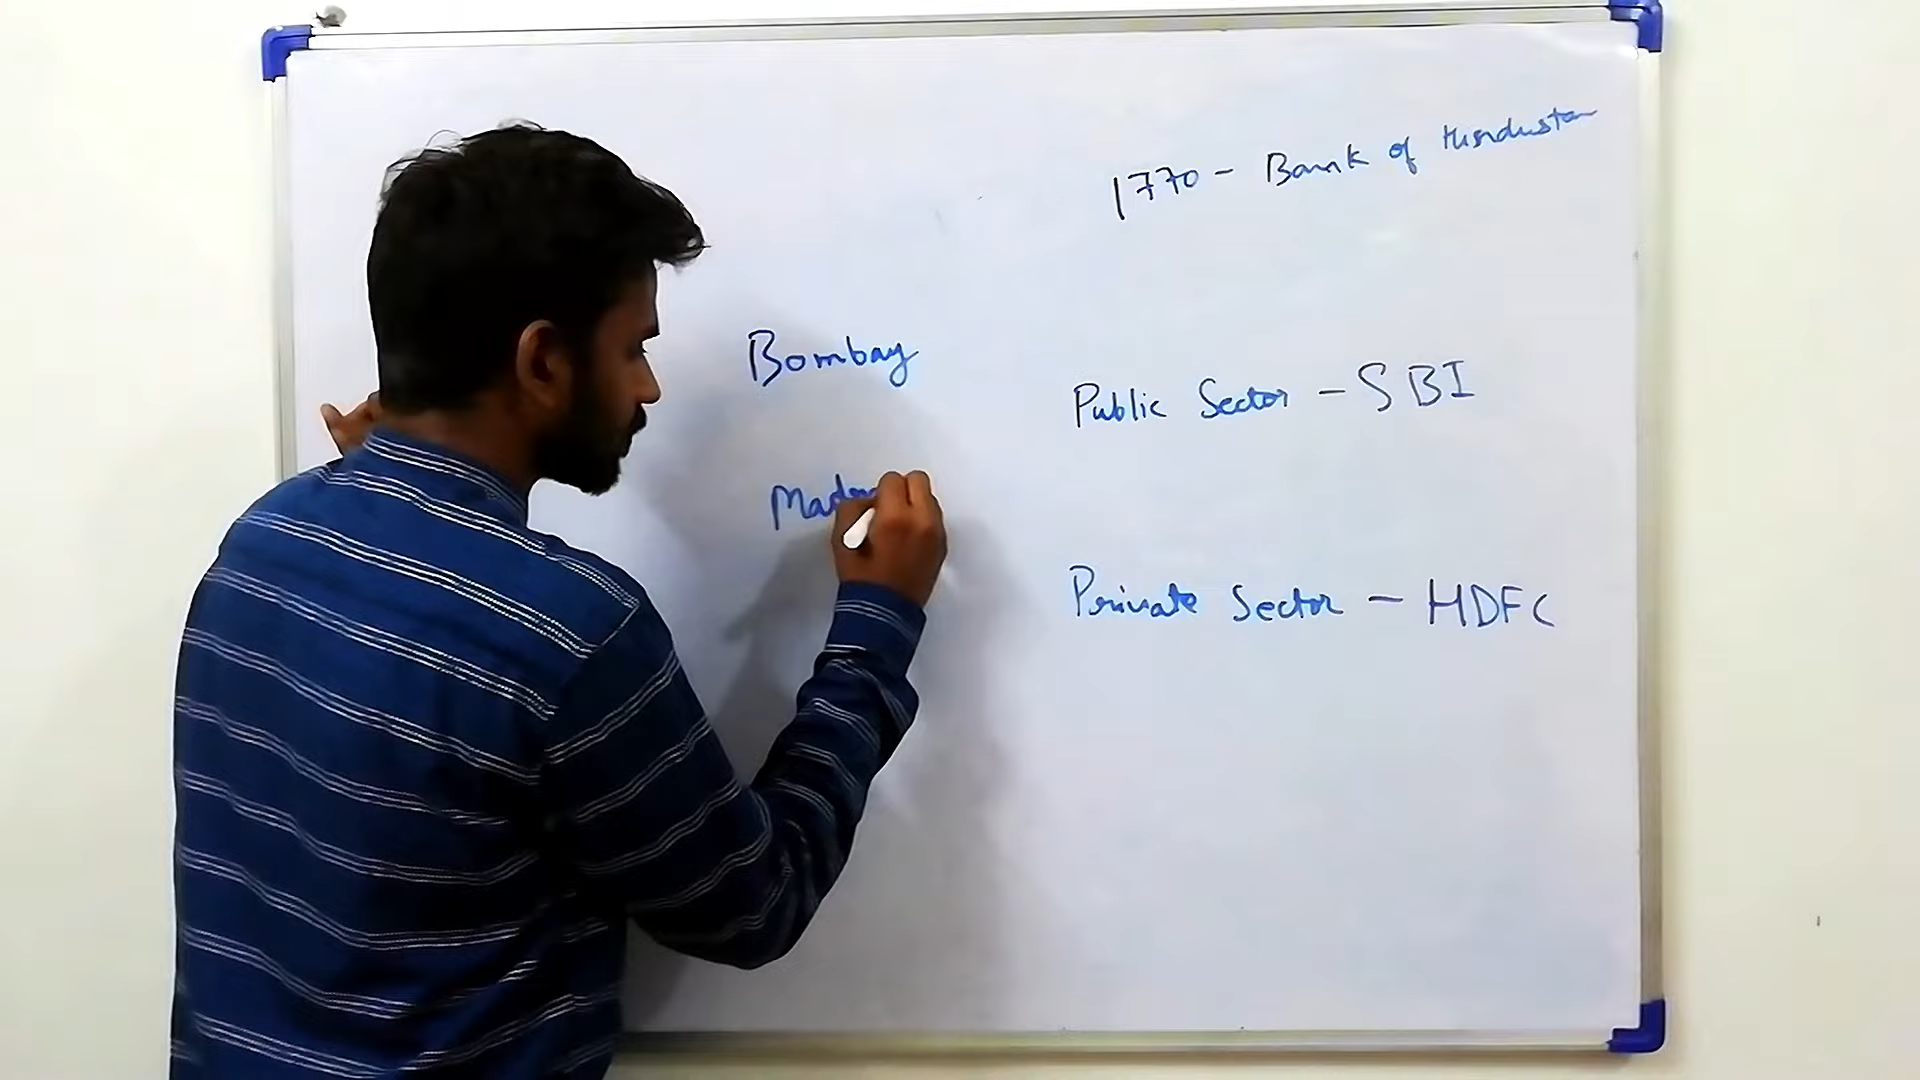 1770 - Bank of Hindustan
Bombay
Public Sector - SBI
Private Sector - HDFC